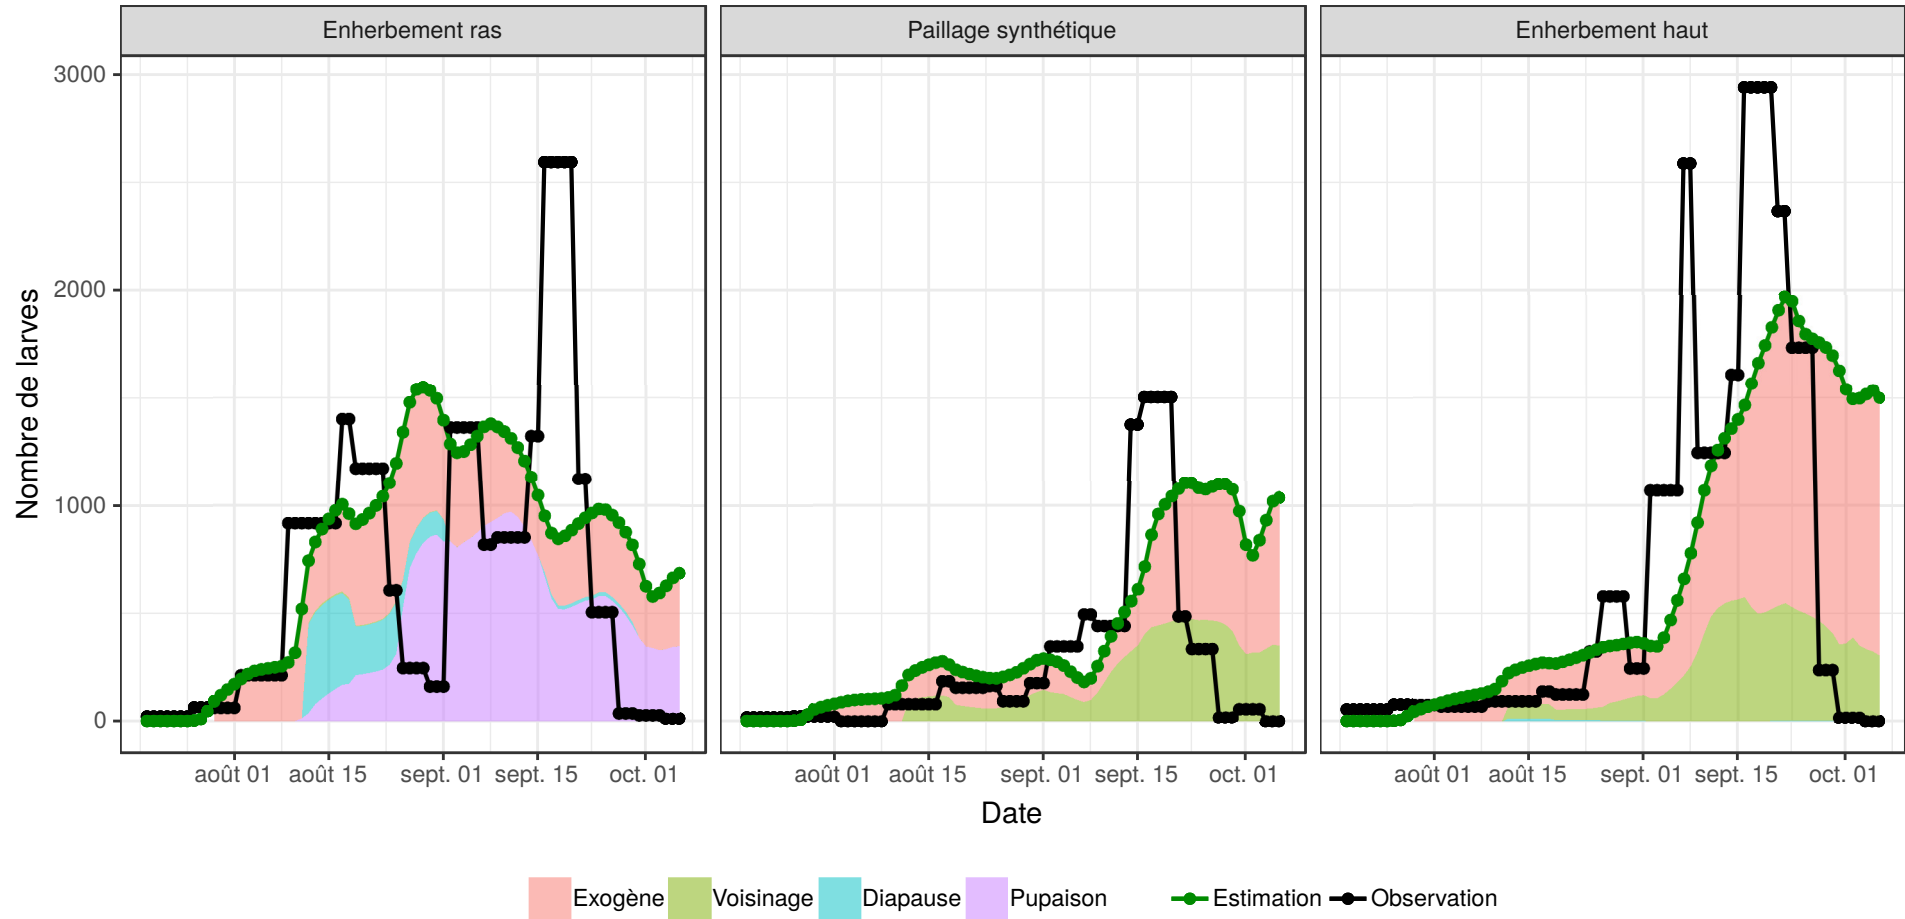 Enherbement ras
Paillage synthétique
Enherbement haut
Nombre de larves
3000
2000
1000
0
août 01 août 15 sept. 01 sept. 15 oct. 01
août 01 août 15 sept. 01 sept. 15 oct. 01
août 01 août 15 sept. 01 sept. 15 oct. 01
Date
Exogène Voisinage Diapause Pupaison Estimation Observation